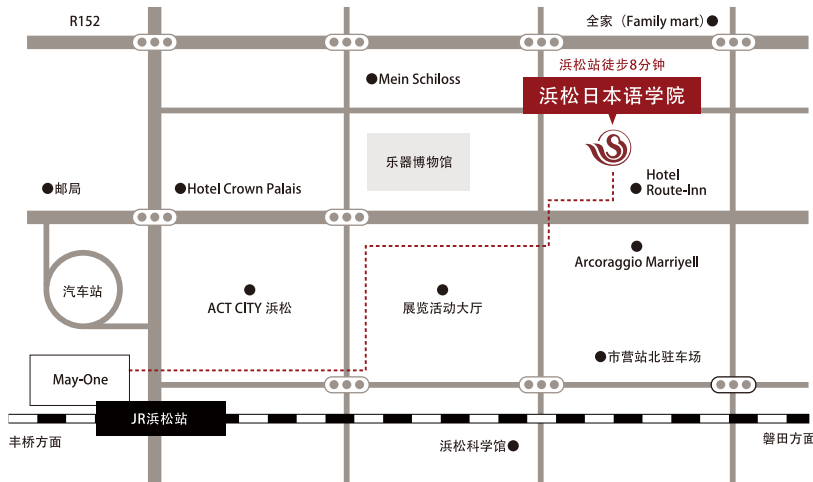 R152
全家（Family mart）
浜松站徒步8分钟
Mein Schiloss
浜松日本语学院
乐器博物馆
邮局
Hotel Crown Palais
Hotel
Route-Inn
Arcoraggio Marriyell
汽车站
ACT CITY 浜松
展览活动大厅
市营站北驻车场
May-One
JR浜松站
丰桥方面
浜松科学馆
磐田方面